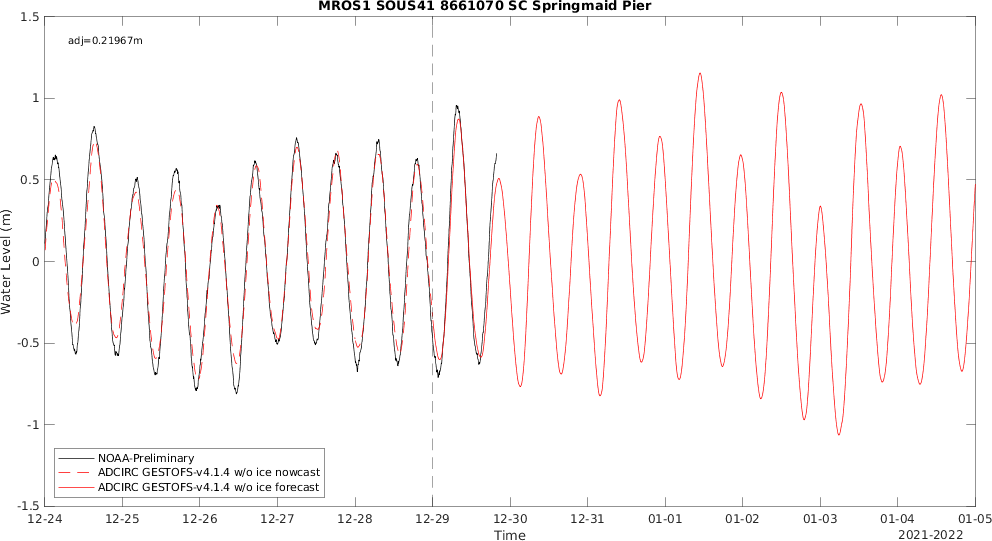 MROS1 SOUS41 8661070 SC Springmaid Pier
adj=0.21967m
1.5
1
0.5
0
-0.5
-1
-1.5
Water Level (m)
NOAA-Preliminary
ADCIRC GESTOFS-v4.1.4 w/o ice nowcast
ADCIRC GESTOFS-v4.1.4 w/o ice forecast
12-24 12-25 12-26 12-27 12-28 12-29 12-30 12-31 01-01 01-02 01-03 01-04 01-05
Time
2021-2022